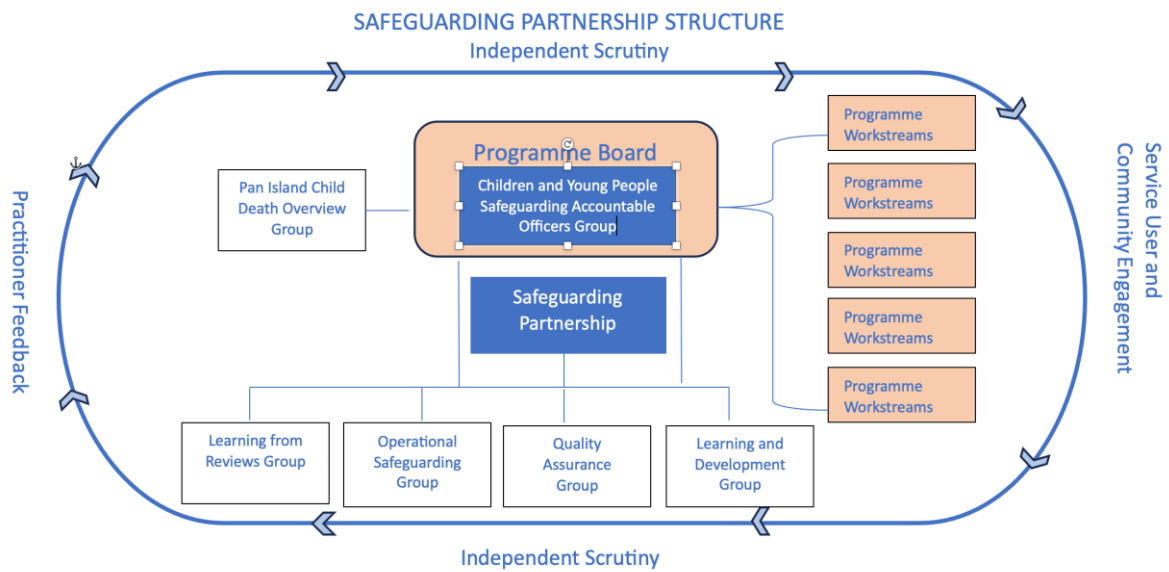 SAFEGUARDING PARTNERSHIP STRUCTURE
Independent Scrutiny
Programme Board
Children and Young People
Safeguarding Accountable
Officers Group
Pan Island Child
Death Overview
Group
Safeguarding
Partnership
Programme
Workstreams
Programme
Workstreams
Programme
Workstreams
Programme
Workstreams
Programme
Workstreams
Learning from
Reviews Group
Operational
Safeguarding
Group
Quality
Assurance
Group
Learning and
Development
Group
Practitioner Feedback
Service User and
Community Engagement
Independent Scrutiny